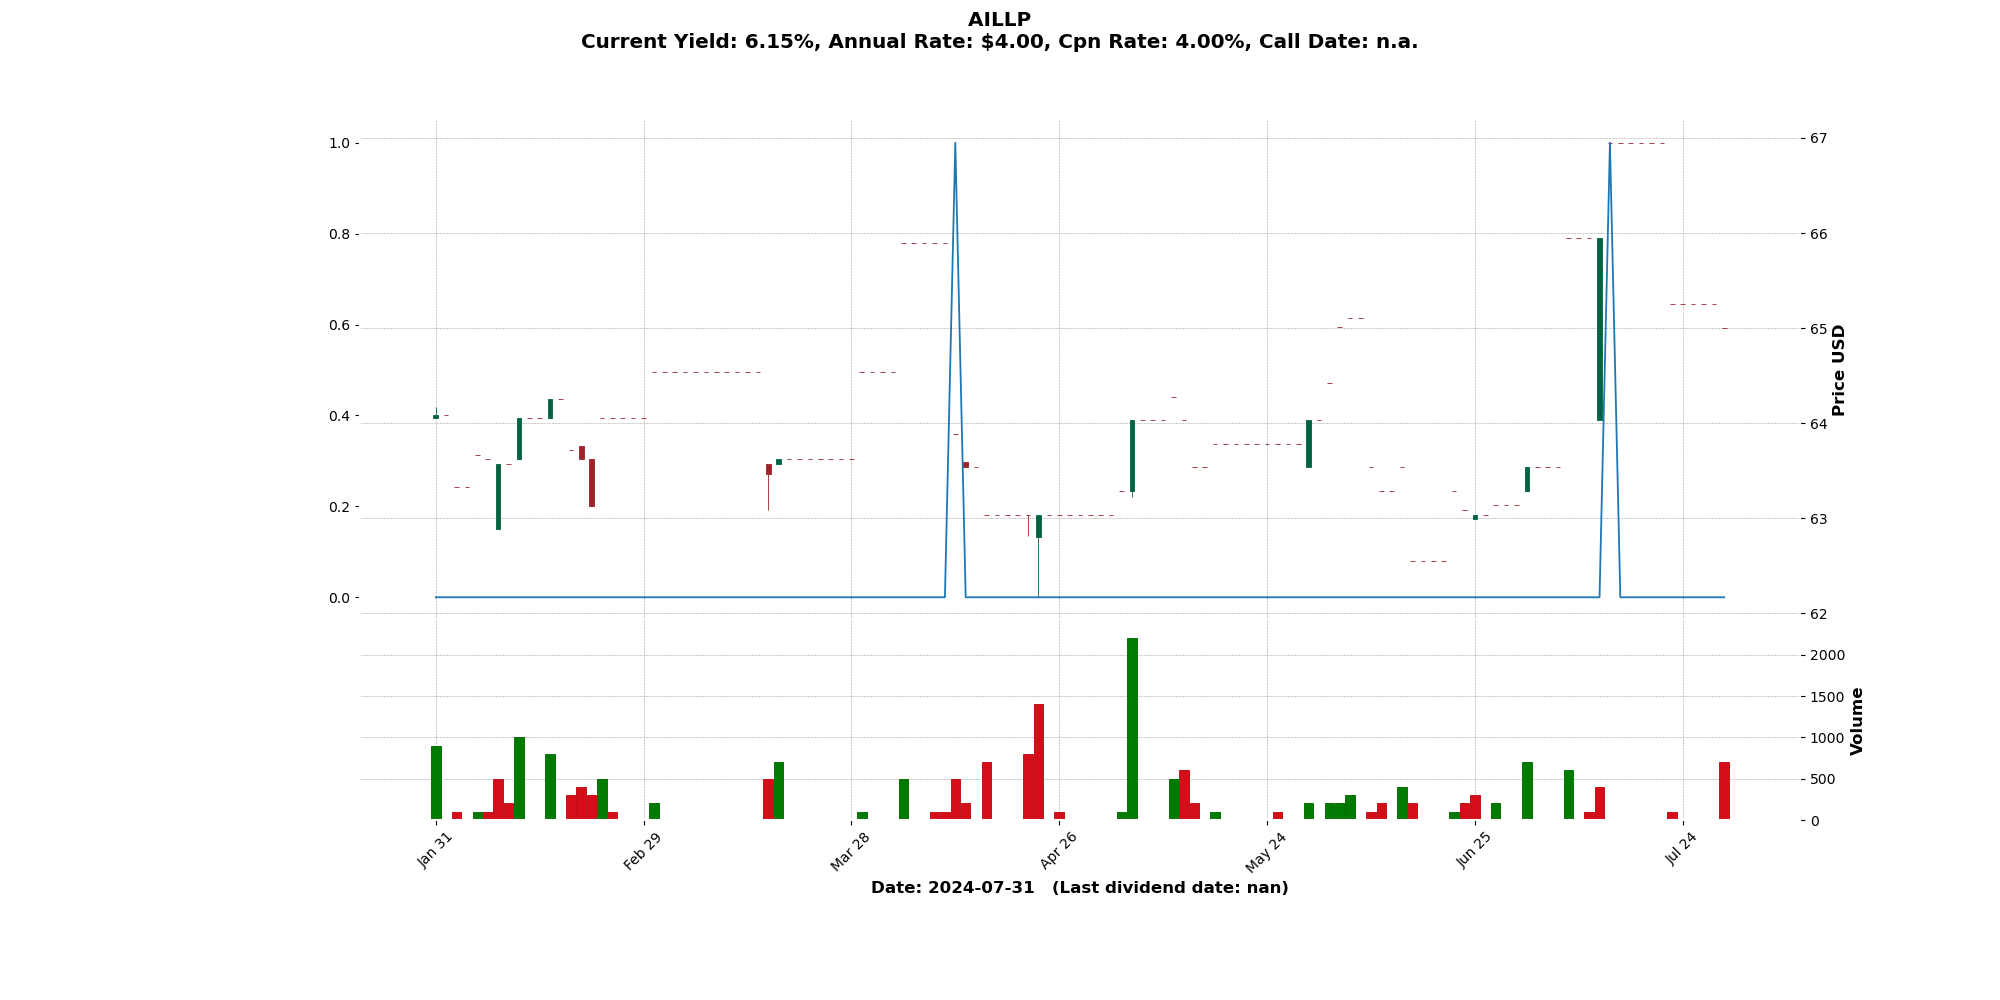 AILLP
Current Yield: 6.15%, Annual Rate: $4.00, Cpn Rate: 4.00%, Call Date: n.a.
1.0
0.8
0.6
0.4
0.2
0.0
67
66
65
64
63
62
Price USD
2000
1500
1000
500
0
Volume
Jan 31
Feb 29
Mar 28
Apr 26
May 24
Jun 25
Jul 24
Date: 2024-07-31   (Last dividend date: nan)